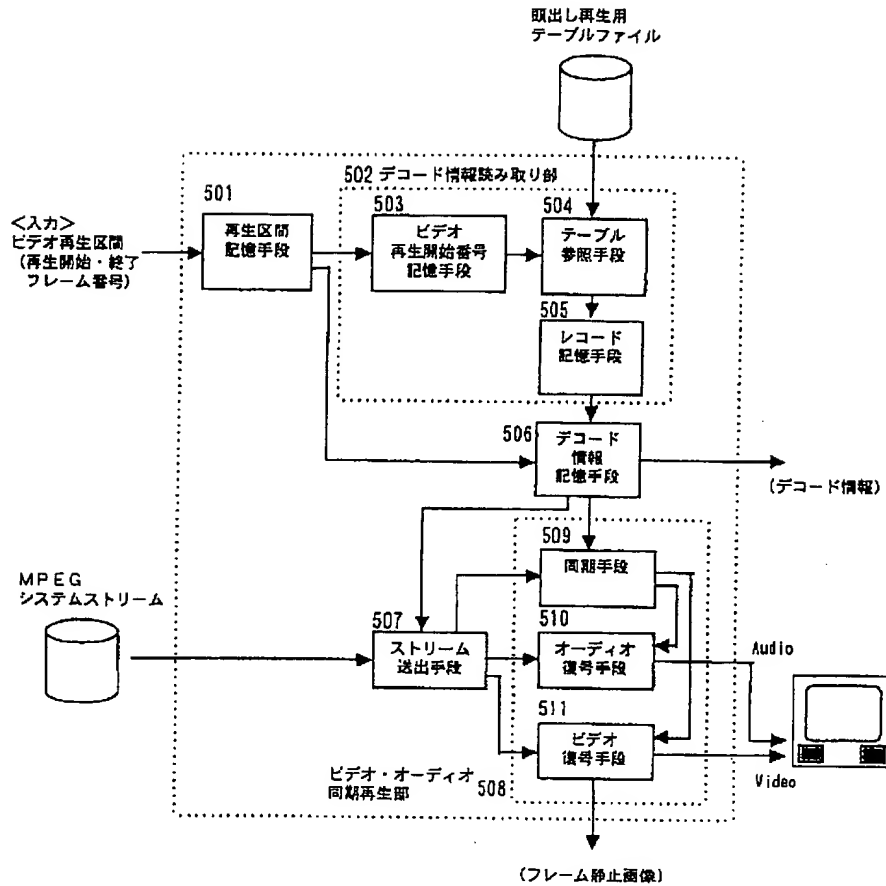 取出し再生用
テーブルファイル
502 デコード情報読み取り部
501
503
504
<入力>
ビデオ再生区間
(再生開始・終了
フレーム番号)
再生区間
記憶手段
ビデオ
再生開始番号
記憶手段
テーブル
参照手段
505
レコード
記憶手段
506
デコード
情報
記憶手段
(デコード情報)
509
同期手段
MPEG
システムストリーム
507
ストリーム
送出手段
510
オーディオ
復号手段
Audio
511
ビデオ
復号手段
Video
ビデオ・オーディオ
同期再生部
508
(フレーム静止画像)